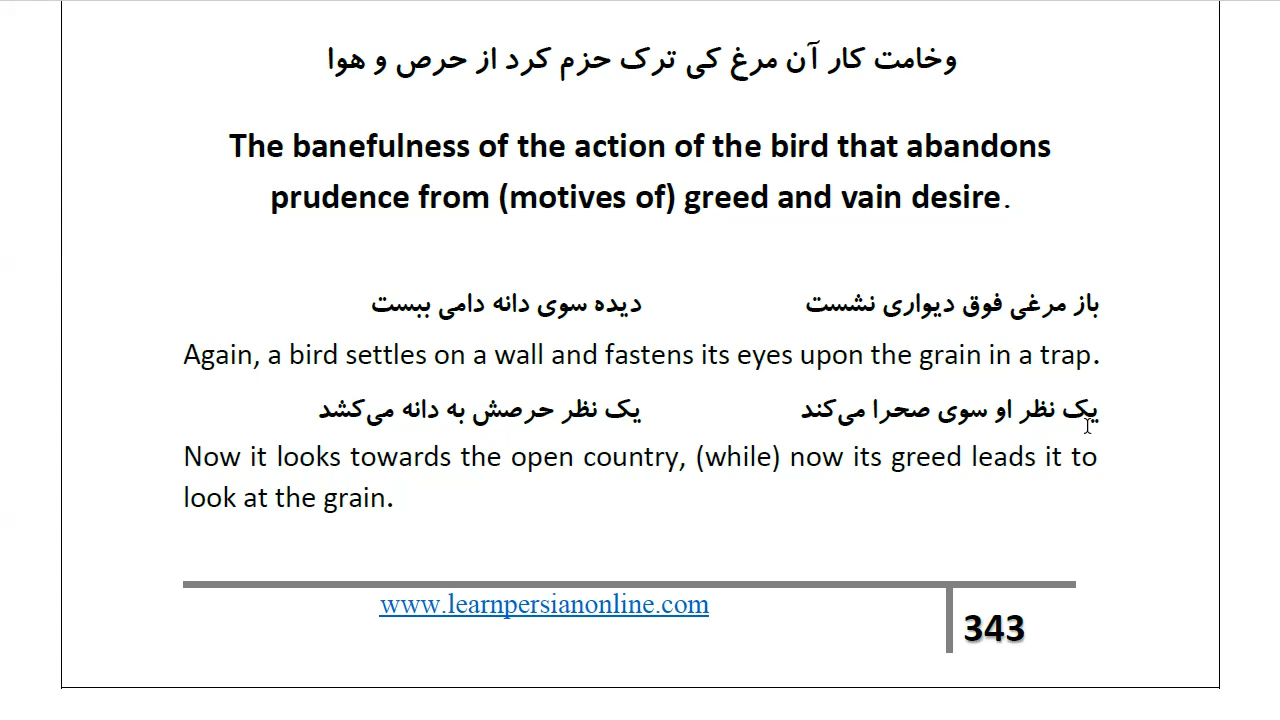 وخامت کار آن مرغ کی ترک حزم کرد از حرص و هوا
The banefulness of the action of the bird that abandons
prudence from (motives of) greed and vain desire.
باز مرغی فوق دیواری نشست دیده سوی دانه دامی ببست
Again, a bird settles on a wall and fastens its eyes upon the grain in a trap.
یک نظر او سوی صحرا می‌کند یک نظر حرصش به دانه می‌کشد
Now it looks towards the open country, (while) now its greed leads it to
look at the grain.
www.learnpersianonline.com
343